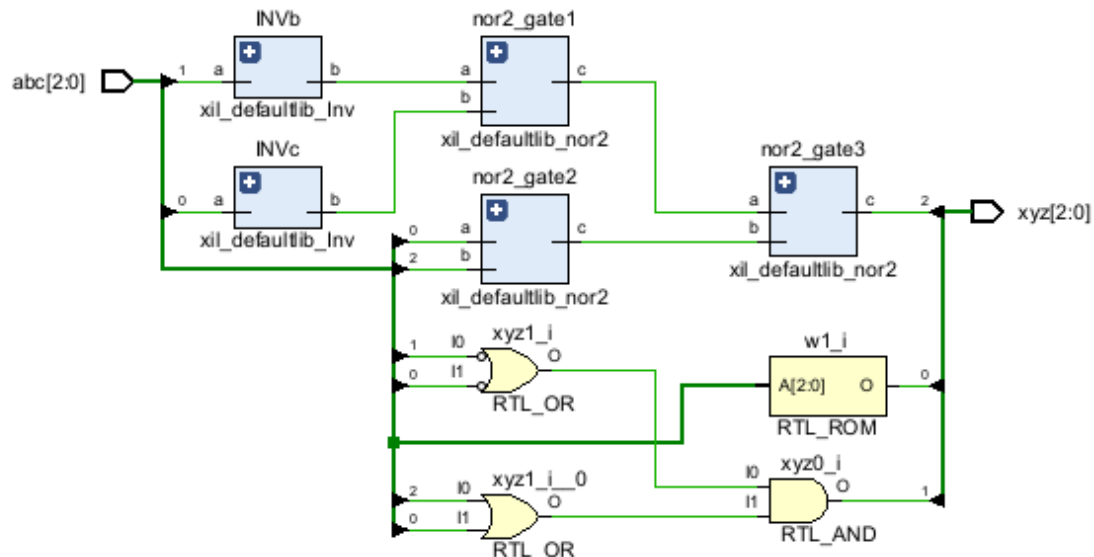 INVb
nor2_gate1
abc[2:0]
1
a
b
a
c
b
xil_defaultlib_Inv
xil_defaultlib_nor2
INVc
nor2_gate2
nor2_gate3
0
a
b
xil_defaultlib_Inv
0
a
c
2
b
xil_defaultlib_nor2
a
c
2
b
xil_defaultlib_nor2
xyz[2:0]
xyz1_i
1
I0
O
0
I1
RTL_OR
w1_i
A[2:0]
O
0
RTL_ROM
xyz1_i__0
2
I0
O
0
I1
RTL_OR
xyz0_i
I0
O
1
I1
RTL_AND